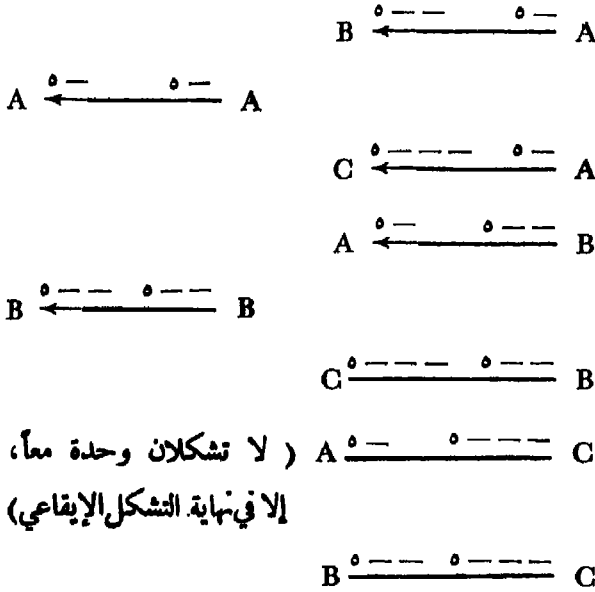 B o — — o — A
A o — o — A
C o — — — o — A
A o — o — — B
B o — — o — — B
C o — — — o — — B
A o — o — — — C
( لا تشكلان وحدة معاً،
إلا في نهاية التشكل الإيقاعي)
B o — — o — — — C